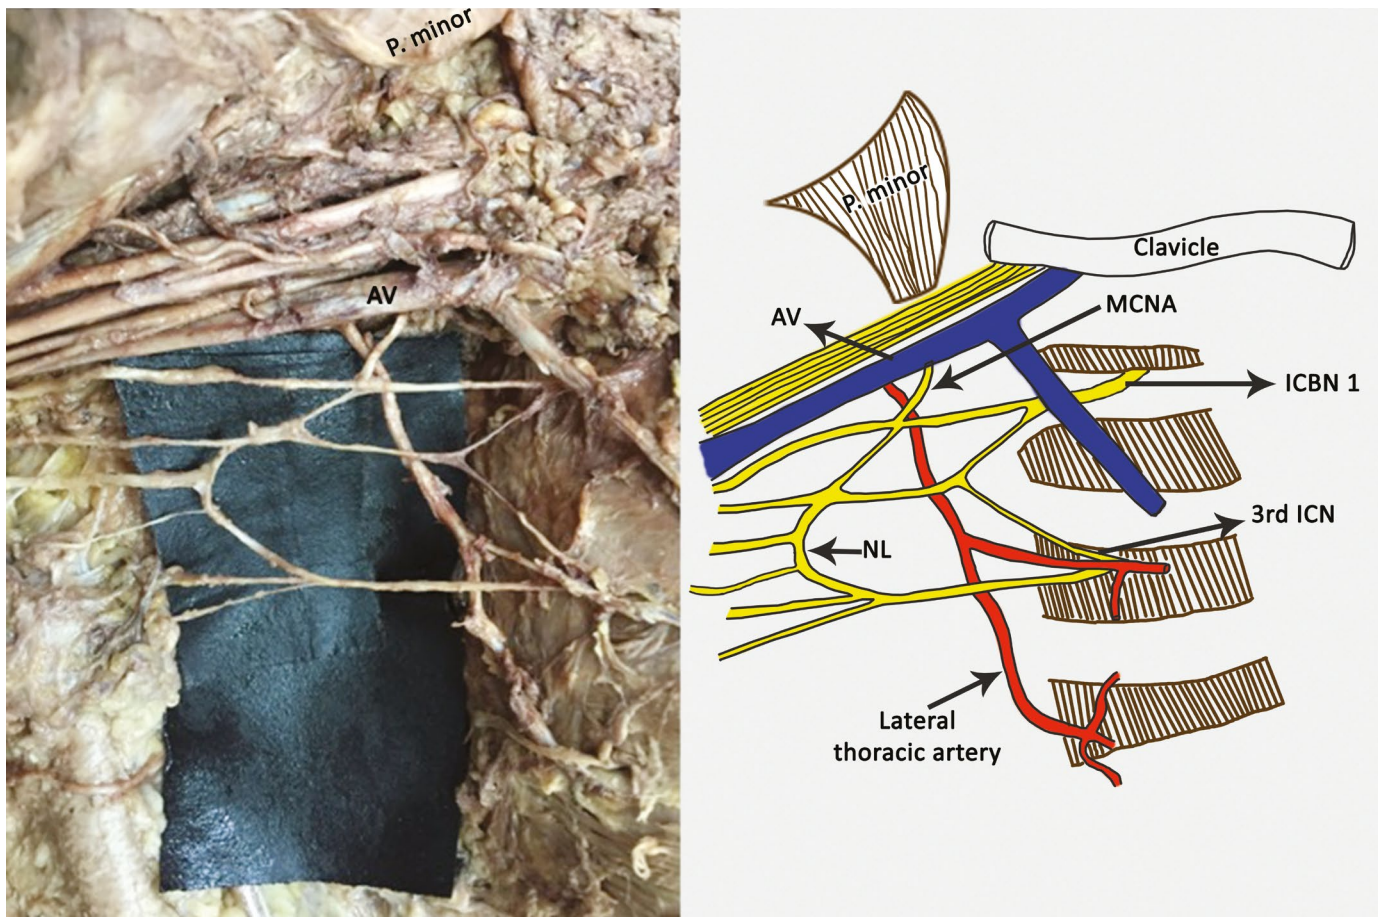 P. minor
AV
P. minor
Clavicle
AV
MCNA
ICBN 1
3rd ICN
NL
Lateral
thoracic artery